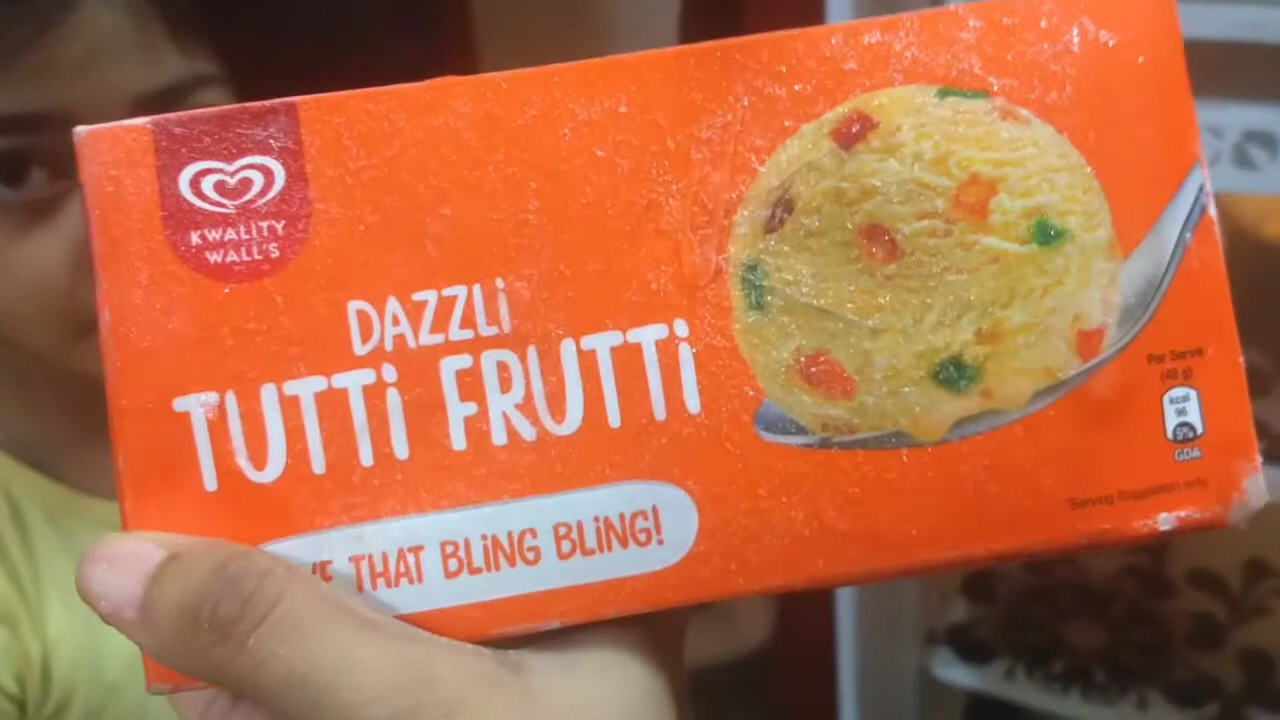 KWALITY
WALL'S
DAZZLi
TUTTi FRUTTi
THAT BLiNG BLiNG!
Per Serve
(48 g)
kcal
96
5%
GDA
*Serving Suggestion only